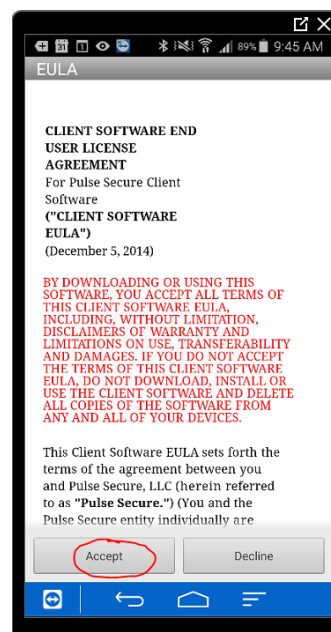 89% 9:45 AM
EULA
CLIENT SOFTWARE END
USER LICENSE
AGREEMENT
For Pulse Secure Client
Software
("CLIENT SOFTWARE
EULA")
(December 5, 2014)
BY DOWNLOADING OR USING THIS
SOFTWARE, YOU ACCEPT ALL TERMS OF
THIS CLIENT SOFTWARE EULA,
INCLUDING, WITHOUT LIMITATION,
DISCLAIMERS OF WARRANTY AND
LIMITATIONS ON USE, TRANSFERABILITY
AND DAMAGES. IF YOU DO NOT ACCEPT
THE TERMS OF THIS CLIENT SOFTWARE
EULA, DO NOT DOWNLOAD, INSTALL OR
USE THE CLIENT SOFTWARE AND DELETE
ALL COPIES OF THE SOFTWARE FROM
ANY AND ALL OF YOUR DEVICES.
This Client Software EULA sets forth the
terms of the agreement between you
and Pulse Secure, LLC (herein referred
to as "Pulse Secure.") (You and the
Pulse Secure entity individually are
Accept Decline